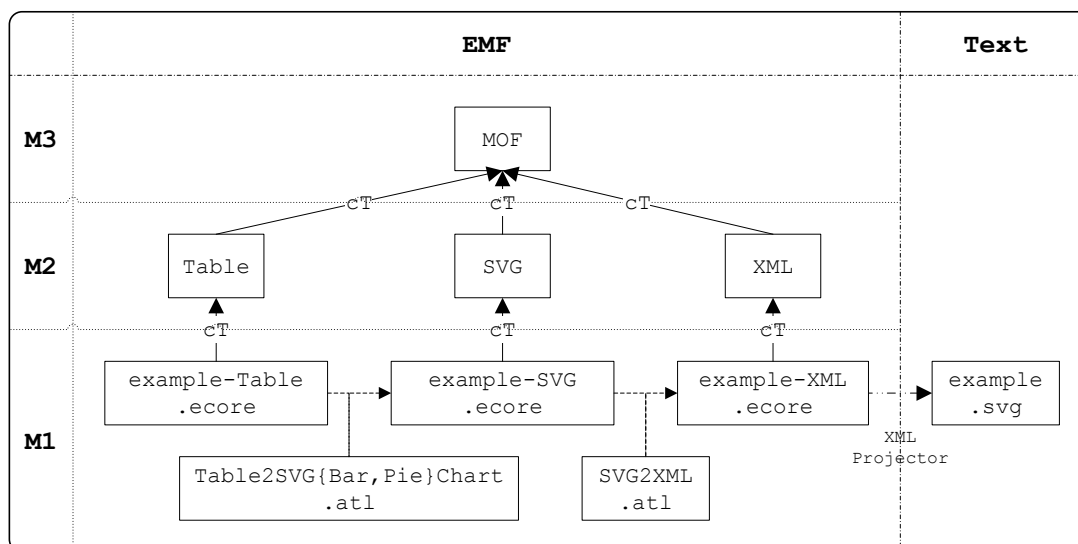 EMF
Text
M3
MOF
cT
cT
cT
M2
Table
SVG
XML
cT
cT
cT
M1
example-Table
.ecore
example-SVG
.ecore
example-XML
.ecore
example
.svg
XML
Projector
Table2SVG{Bar,Pie}Chart
.atl
SVG2XML
.atl